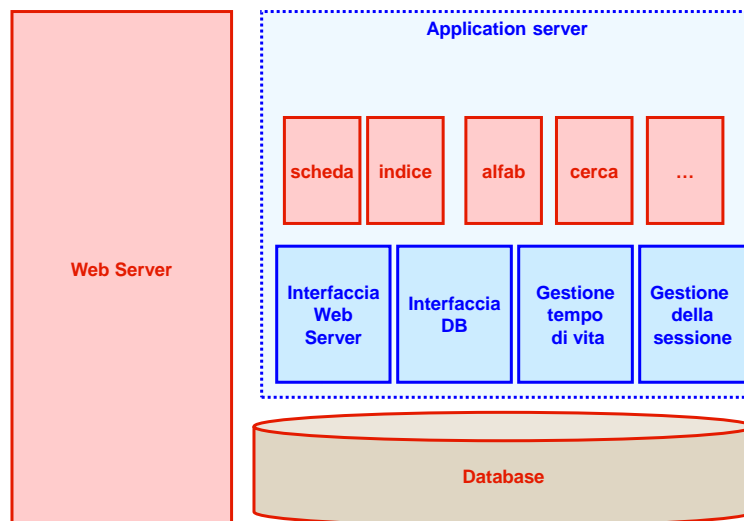 Application server
scheda
indice
alfab
cerca
…
Web Server
Interfaccia
Web
Server
Interfaccia
DB
Gestione
tempo
di vita
Gestione
della
sessione
Database